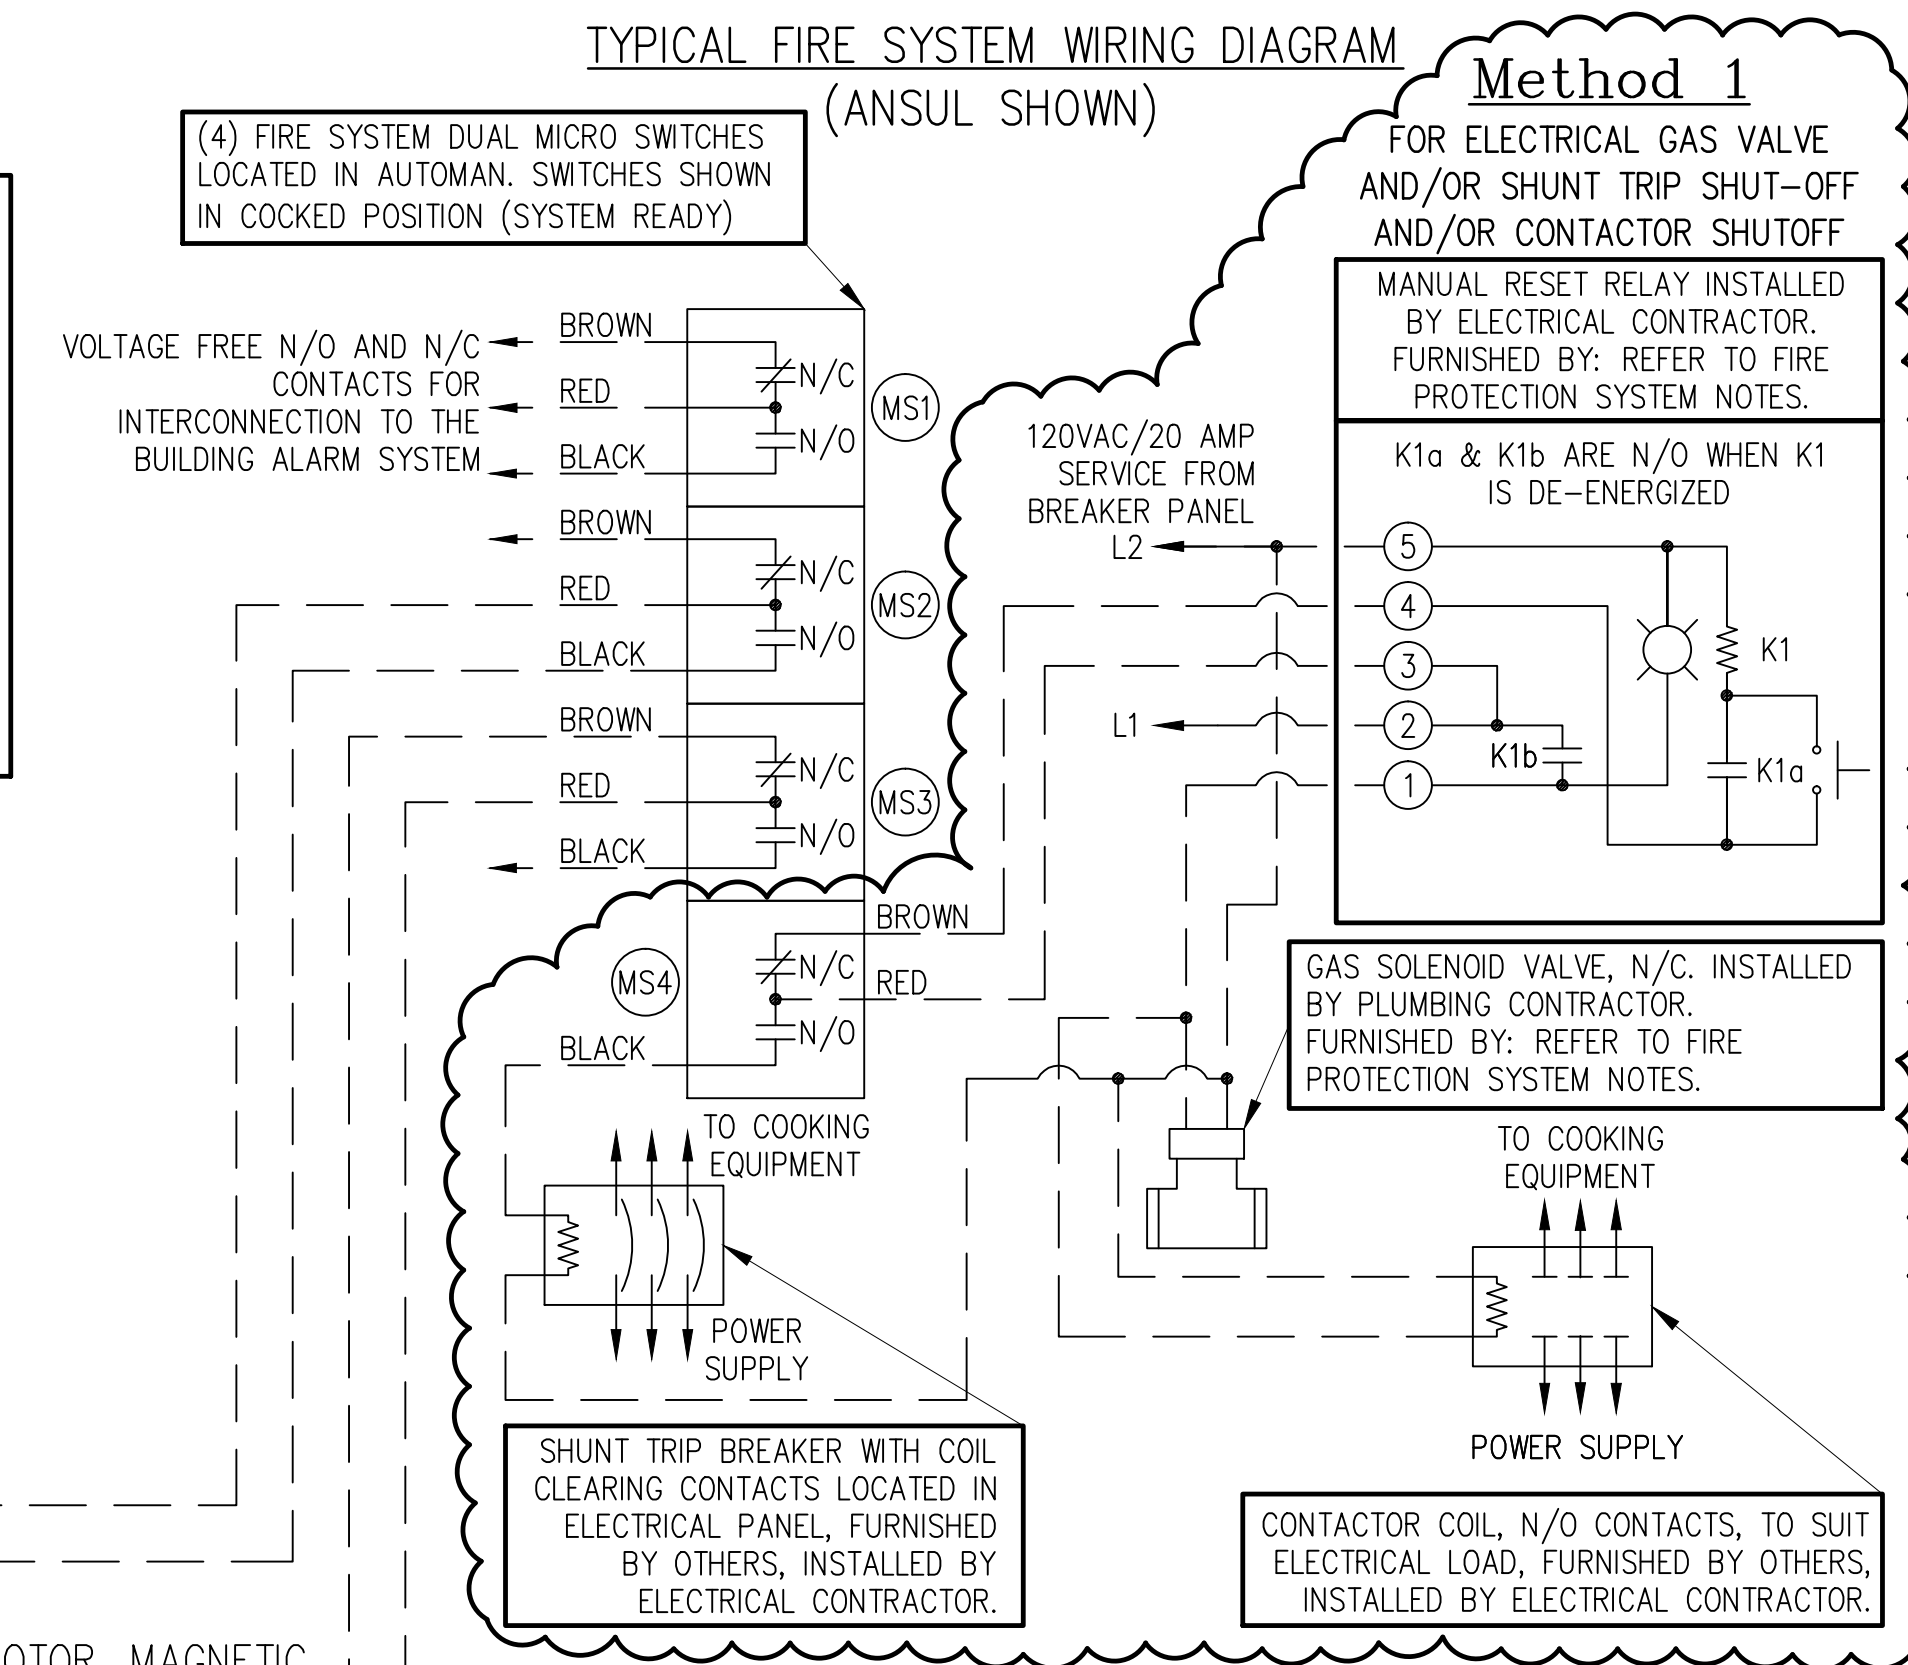 TYPICAL FIRE SYSTEM WIRING DIAGRAM
(ANSUL SHOWN)
(4) FIRE SYSTEM DUAL MICRO SWITCHES
LOCATED IN AUTOMAN. SWITCHES SHOWN
IN COCKED POSITION (SYSTEM READY)
Method 1
FOR ELECTRICAL GAS VALVE
AND/OR SHUNT TRIP SHUT-OFF
AND/OR CONTACTOR SHUTOFF
MANUAL RESET RELAY INSTALLED
BY ELECTRICAL CONTRACTOR.
FURNISHED BY: REFER TO FIRE
PROTECTION SYSTEM NOTES.
K1a & K1b ARE N/O WHEN K1
IS DE-ENERGIZED
VOLTAGE FREE N/O AND N/C
CONTACTS FOR
INTERCONNECTION TO THE
BUILDING ALARM SYSTEM
BROWN
RED
BLACK
N/C
N/O
MS1
BROWN
RED
BLACK
N/C
N/O
MS2
BROWN
RED
BLACK
N/C
N/O
MS3
BROWN
RED
BLACK
N/C
N/O
MS4
120VAC/20 AMP
SERVICE FROM
BREAKER PANEL
L2
L1
5
4
3
2
1
K1
K1b
K1a
GAS SOLENOID VALVE, N/C. INSTALLED
BY PLUMBING CONTRACTOR.
FURNISHED BY: REFER TO FIRE
PROTECTION SYSTEM NOTES.
TO COOKING
EQUIPMENT
POWER
SUPPLY
TO COOKING
EQUIPMENT
POWER SUPPLY
SHUNT TRIP BREAKER WITH COIL
CLEARING CONTACTS LOCATED IN
ELECTRICAL PANEL, FURNISHED
BY OTHERS, INSTALLED BY
ELECTRICAL CONTRACTOR.
CONTACTOR COIL, N/O CONTACTS, TO SUIT
ELECTRICAL LOAD, FURNISHED BY OTHERS,
INSTALLED BY ELECTRICAL CONTRACTOR.
OTOR MAGNETIC